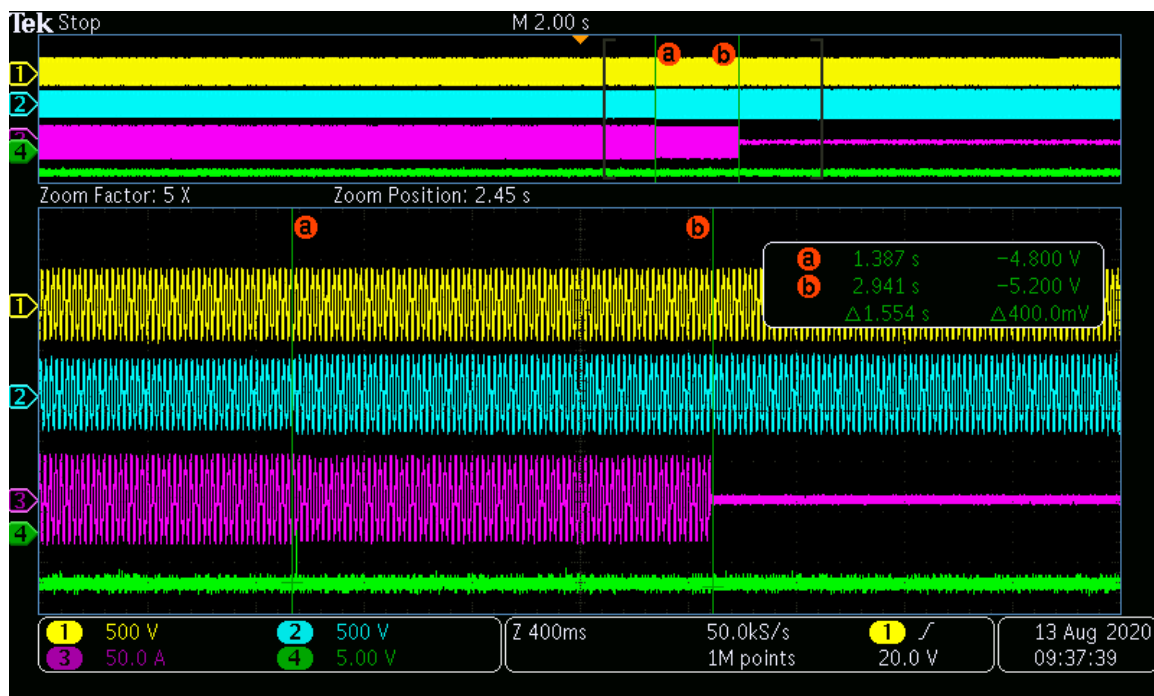 Tek Stop M 2.00 s
1
a b
2
3
4
Zoom Factor: 5 X Zoom Position: 2.45 s
a b
a 1.387 s −4.800 V
b 2.941 s −5.200 V
△1.554 s △400.0mV
1
2
3
4
1 500 V 2 500 V Z 400ms 50.0kS/s 1 / 13 Aug 2020
3 50.0 A 4 5.00 V 1M points 20.0 V 09:37:39